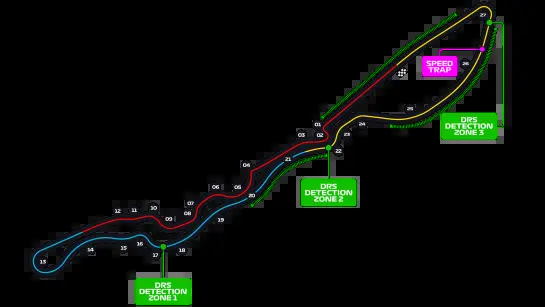 27
SPEED
TRAP
26
25
DRS
DETECTION
ZONE 3
01
24
03
02
23
22
21
04
DRS
DETECTION
ZONE 2
06
05
20
07
12
11
10
08
09
19
14
15
16
17
18
13
DRS
DETECTION
ZONE 1